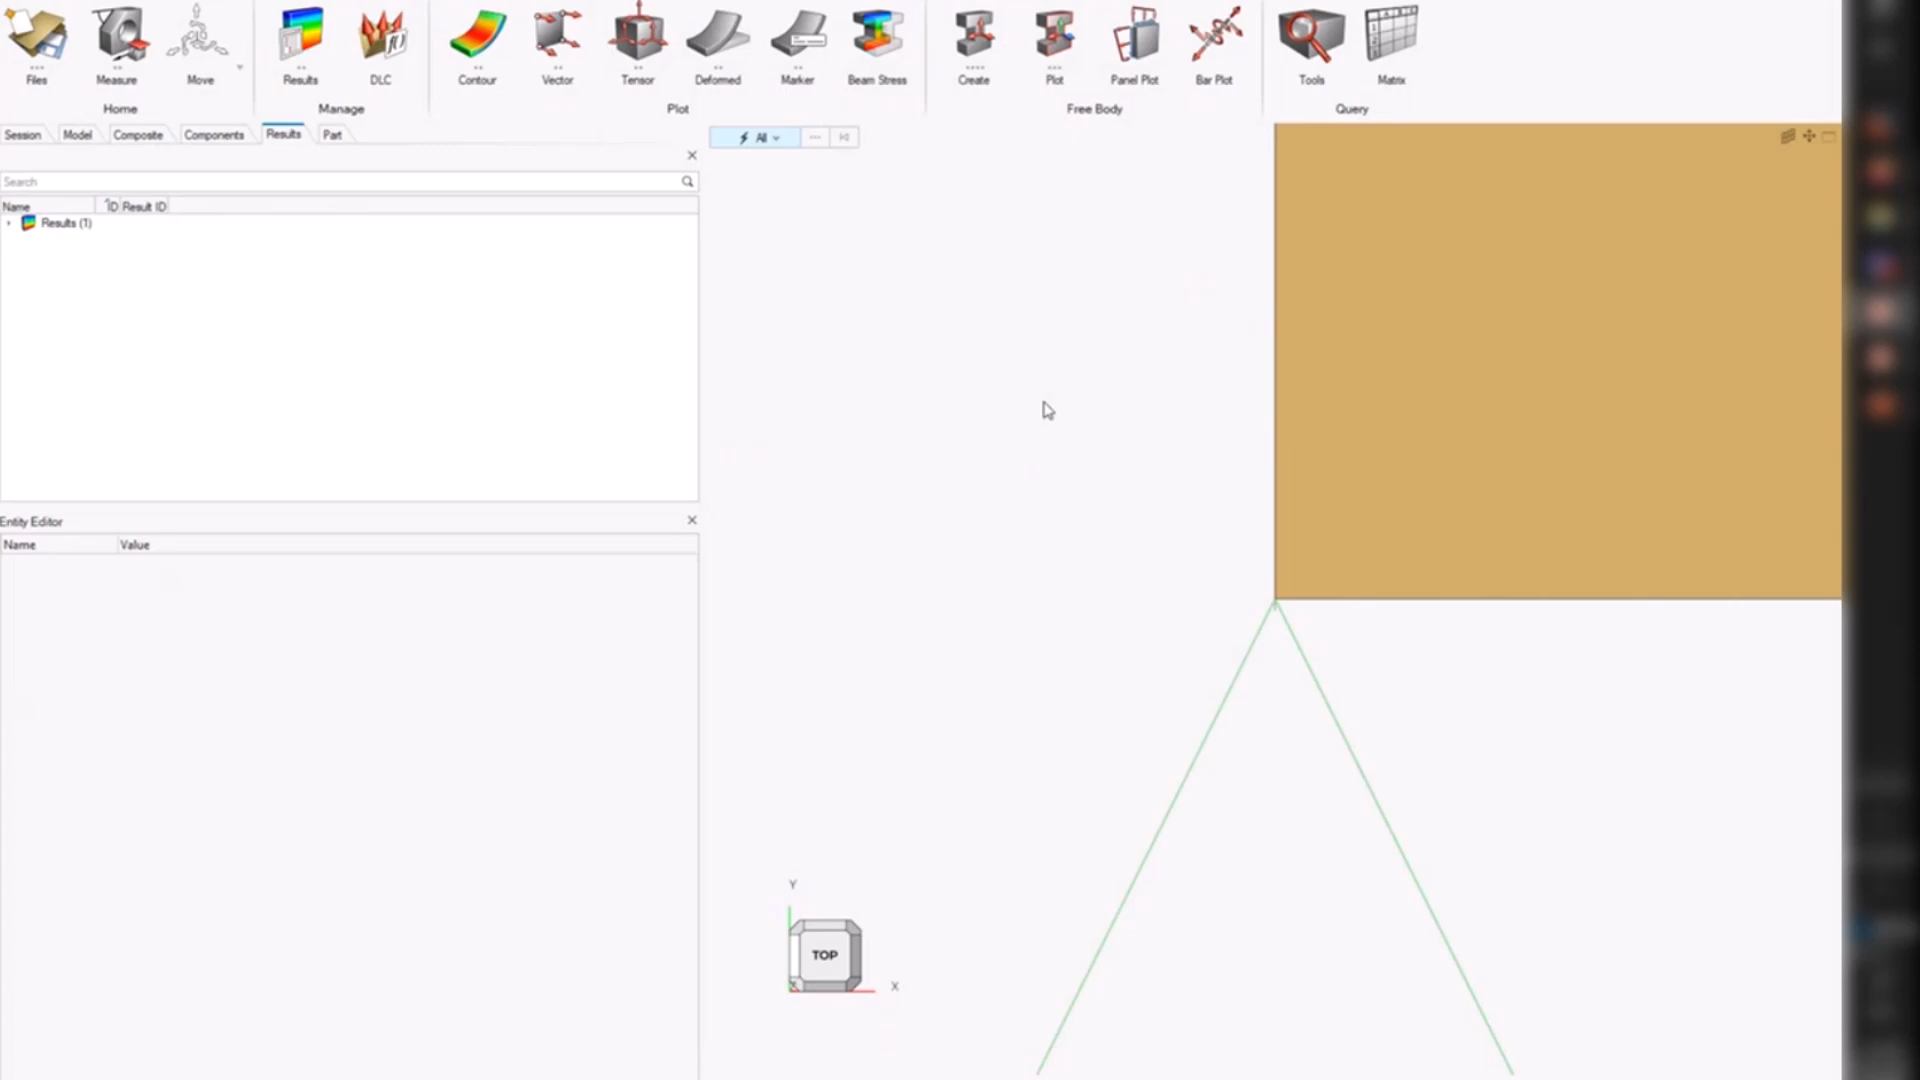 Files
Measure
Move
Results
DLC
Contour
Vector
Tensor
Deformed
Marker
Beam Stress
Create
Plot
Panel Plot
Bar Plot
Tools
Matrix
Home
Manage
Plot
Free Body
Query
Session
Model
Composite
Components
Results
Part
All
Search
Name
ID
Result ID
Results (1)
Entity Editor
Name
Value
Y
TOP
X